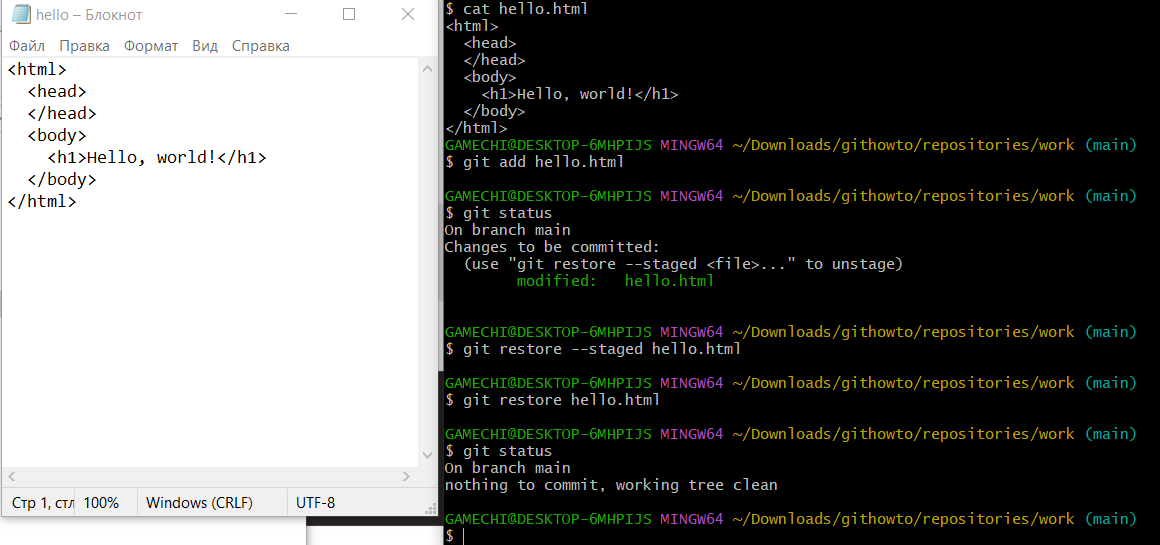 hello – Блокнот
Файл Правка Формат Вид Справка
<html>
  <head>
  </head>
  <body>
    <h1>Hello, world!</h1>
  </body>
</html>
Стр 1, стл 100% Windows (CRLF) UTF-8
$ cat hello.html
<html>
  <head>
  </head>
  <body>
    <h1>Hello, world!</h1>
  </body>
</html>
GAMECHI@DESKTOP-6MHPIJS MINGW64 ~/Downloads/githowto/repositories/work (main)
$ git add hello.html
GAMECHI@DESKTOP-6MHPIJS MINGW64 ~/Downloads/githowto/repositories/work (main)
$ git status
On branch main
Changes to be committed:
  (use "git restore --staged <file>..." to unstage)
        modified:   hello.html
GAMECHI@DESKTOP-6MHPIJS MINGW64 ~/Downloads/githowto/repositories/work (main)
$ git restore --staged hello.html
GAMECHI@DESKTOP-6MHPIJS MINGW64 ~/Downloads/githowto/repositories/work (main)
$ git restore hello.html
GAMECHI@DESKTOP-6MHPIJS MINGW64 ~/Downloads/githowto/repositories/work (main)
$ git status
On branch main
nothing to commit, working tree clean
GAMECHI@DESKTOP-6MHPIJS MINGW64 ~/Downloads/githowto/repositories/work (main)
$